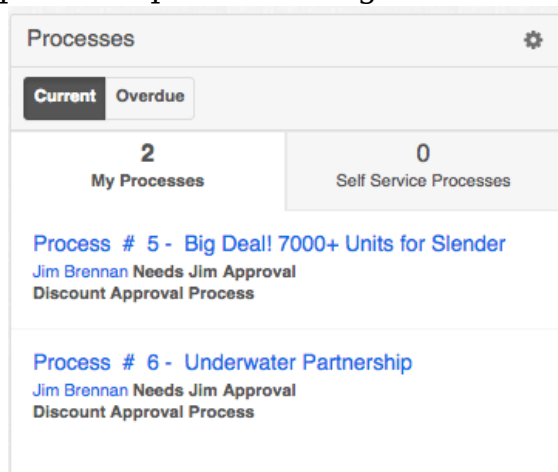 Processes
Current Overdue
2 0
My Processes Self Service Processes
Process # 5 - Big Deal! 7000+ Units for Slender
Jim Brennan Needs Jim Approval
Discount Approval Process
Process # 6 - Underwater Partnership
Jim Brennan Needs Jim Approval
Discount Approval Process